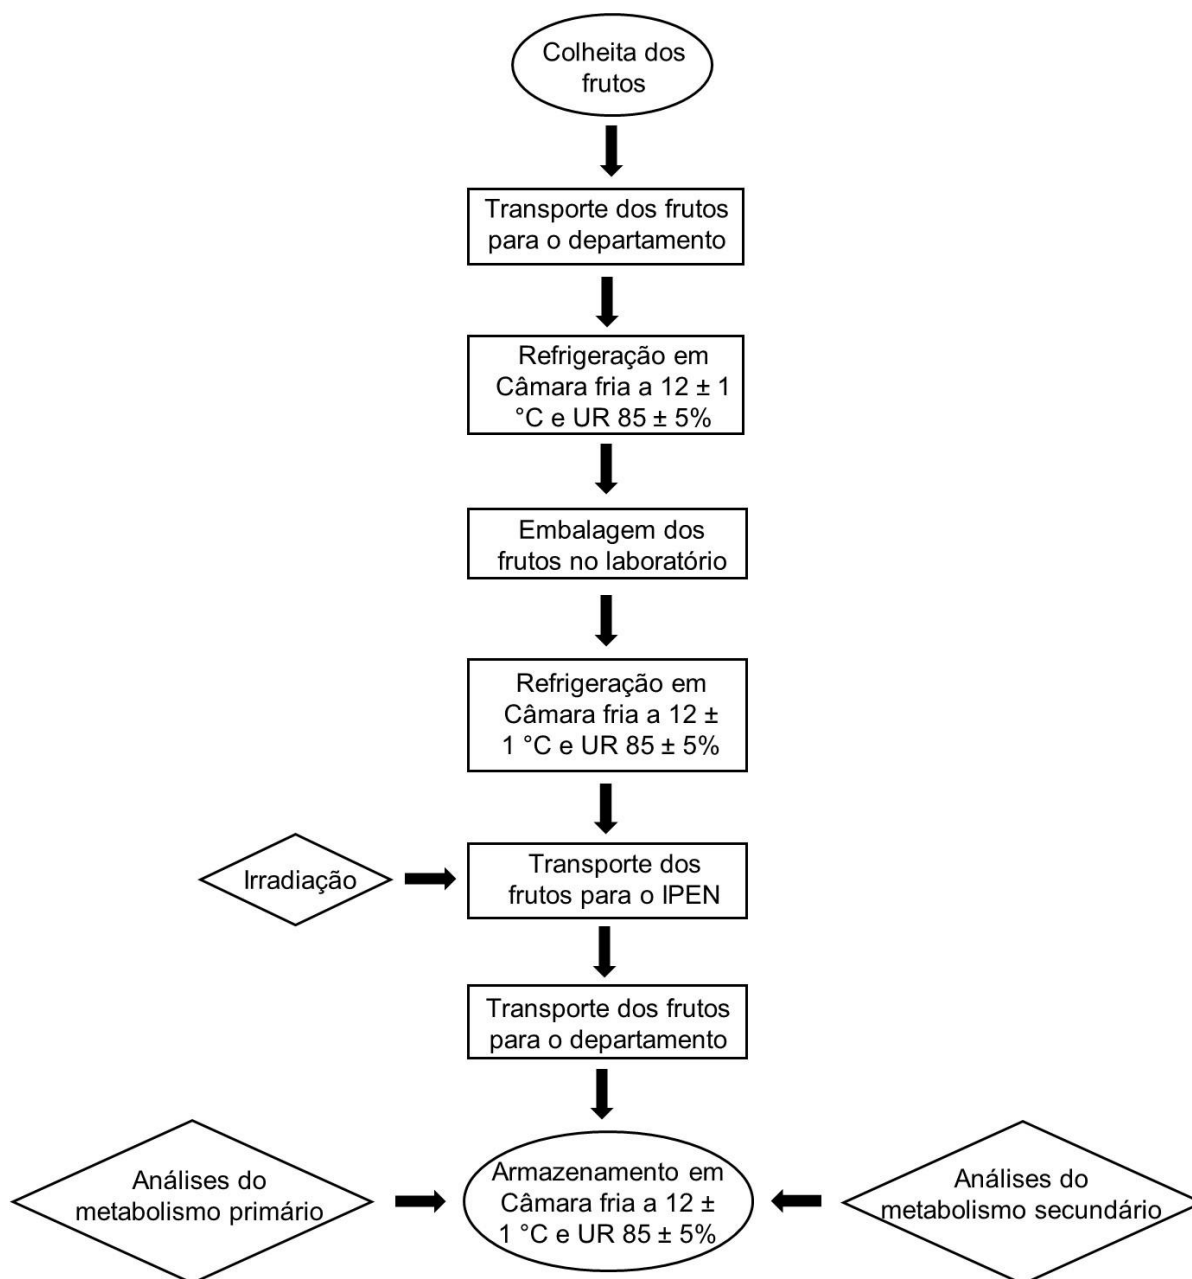 Colheita dos
frutos
Transporte dos frutos
para o departamento
Refrigeração em
Câmara fria a 12 ± 1
°C e UR 85 ± 5%
Embalagem dos
frutos no laboratório
Refrigeração em
Câmara fria a 12 ±
1 °C e UR 85 ± 5%
Irradiação
Transporte dos
frutos para o IPEN
Transporte dos frutos
para o departamento
Análises do
metabolismo primário
Armazenamento em
Câmara fria a 12 ±
1 °C e UR 85 ± 5%
Análises do
metabolismo secundário